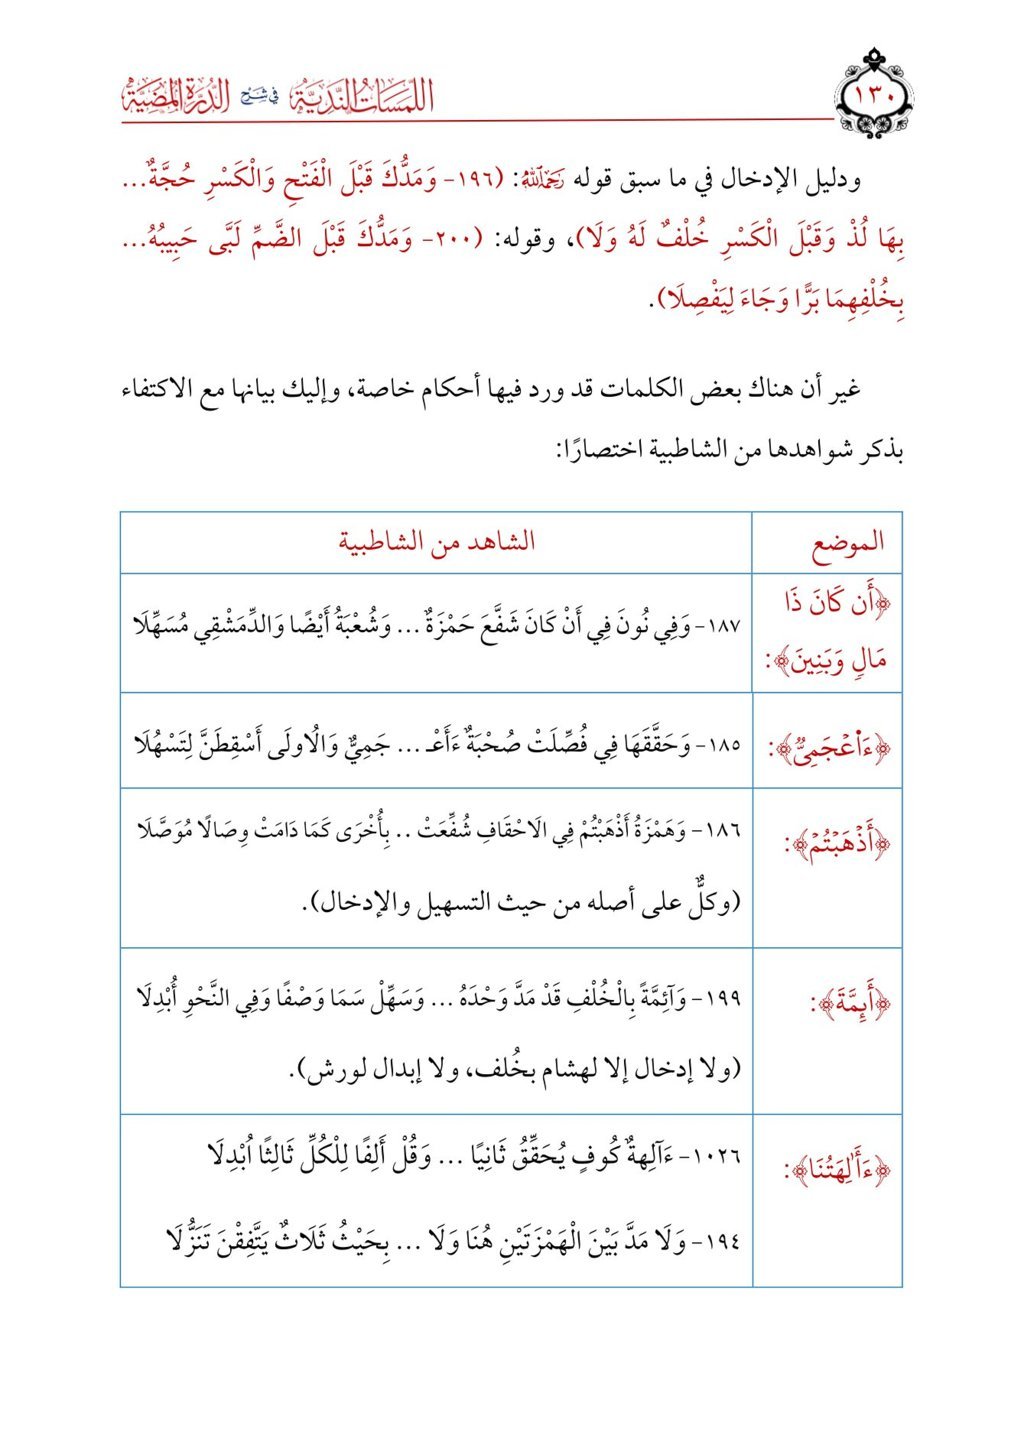 ١٣٠
اللمسات الندية في شرح الدرة المضية
ودليل الإدخال في ما سبق قوله رَحِمَهُ ٱللَّهُ: (١٩٦- وَمَدُّكَ قَبْلَ الْفَتْحِ وَالْكَسْرِ حُجَّةٌ...
بِهَا لُذْ وَقَبْلَ الْكَسْرِ خُلْفٌ لَهُ وَلَا)، وقوله: (٢٠٠- وَمَدُّكَ قَبْلَ الضَّمِّ لَبَّى حَبِيبُهُ...
بِخُلْفِهِمَا بَرًّا وَجَاءَ لِيَفْصِلَا).
غير أن هناك بعض الكلمات قد ورد فيها أحكام خاصة، وإليك بيانها مع الاكتفاء
بذكر شواهدها من الشاطبية اختصارًا:
الموضع
الشاهد من الشاطبية
﴿أَن كَانَ ذَا
مَالٍ وَبَنِينَ﴾:
١٨٧- وَفِي نُونَ فِي أَنْ كَانَ شَفَّعَ حَمْزَةٌ ... وَشُعْبَةُ أَيْضًا وَالدِّمَشْقِي مُسَهِّلَا
﴿ءَا۬عْجَمِىٌّ﴾:
١٨٥- وَحَقَّقَهَا فِي فُصِّلَتْ صُحْبَةٌ ءَأَعْـ ... جَمِيٌّ وَالُاولَى أَسْقِطَنَّ لِتَسْهُلَا
﴿أَذْهَبْتُمْ﴾:
١٨٦- وَهَمْزَةُ أَذْهَبْتُمْ فِي الَاحْقَافِ شُفِّعَتْ .. بِأُخْرَى كَمَا دَامَتْ وِصَالًا مُوَصَّلَا
(وكلٌّ على أصله من حيث التسهيل والإدخال).
﴿أَئِمَّةَ﴾:
١٩٩- وَآئِمَّةً بِالْخُلْفِ قَدْ مَدَّ وَحْدَهُ ... وَسَهِّلْ سَمَا وَصْفًا وَفِي النَّحْوِ أُبْدِلَا
(ولا إدخال إلا لهشام بخُلف، ولا إبدال لورش).
﴿ءَأَٰلِهَتُنَا﴾:
١٠٢٦- ءَآلِهةٌ كُوفٍ يُحَقِّقُ ثَانِيًا ... وَقُلْ أَلِفًا لِلْكُلِّ ثَالِثًا اُبْدِلَا
١٩٤- وَلَا مَدَّ بَيْنَ الْهَمْزَتَيْنِ هُنَا وَلَا ... بِحَيْثُ ثَلَاثٌ يَتَّفِقْنَ تَنَزُّلَا